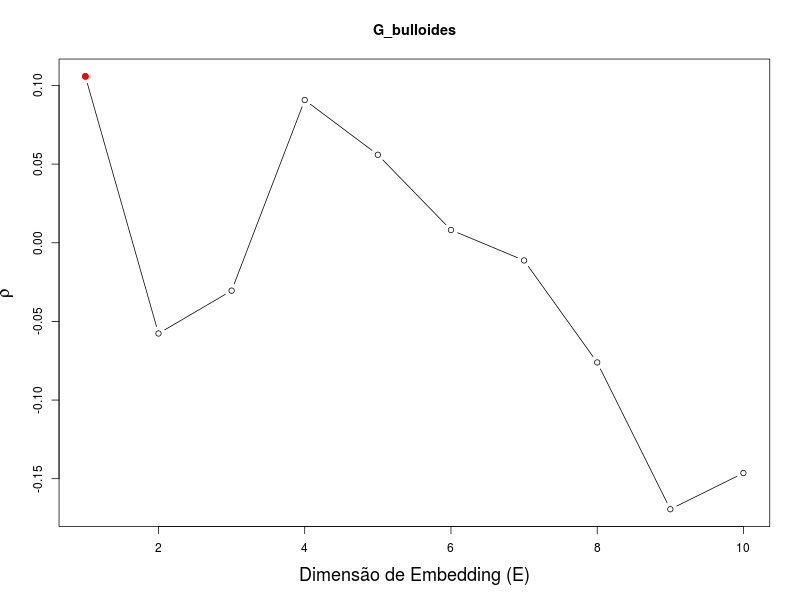 G_bulloides
0.10
0.05
0.00
-0.05
-0.10
-0.15
ρ
2 4 6 8 10
Dimensão de Embedding (E)